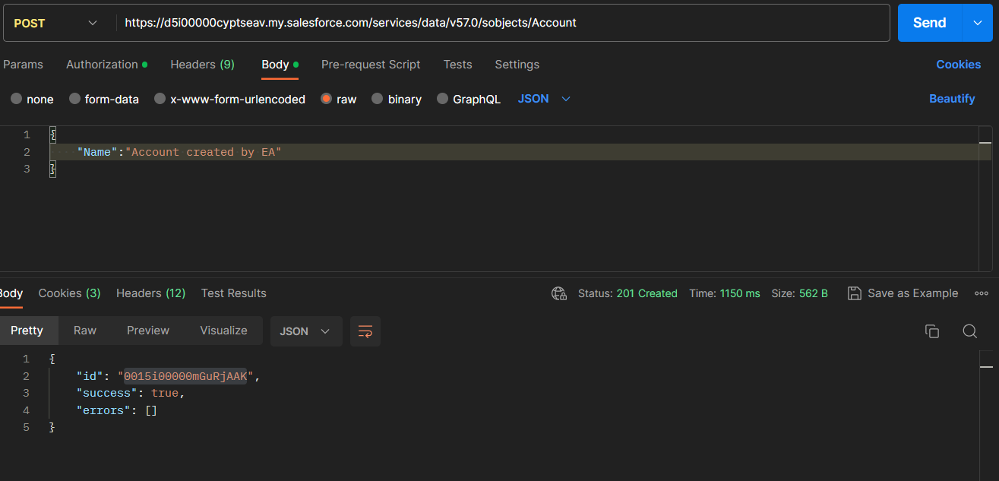 POST https://d5i00000cyptseav.my.salesforce.com/services/data/v57.0/sobjects/Account Send
Params Authorization Headers (9) Body Pre-request Script Tests Settings Cookies
none form-data x-www-form-urlencoded raw binary GraphQL JSON Beautify
1 {
2 "Name":"Account created by EA"
3 }
Body Cookies (3) Headers (12) Test Results Status: 201 Created Time: 1150 ms Size: 562 B Save as Example
Pretty Raw Preview Visualize JSON
1 {
2 "id": "0015i00000mGuRjAAK",
3 "success": true,
4 "errors": []
5 }